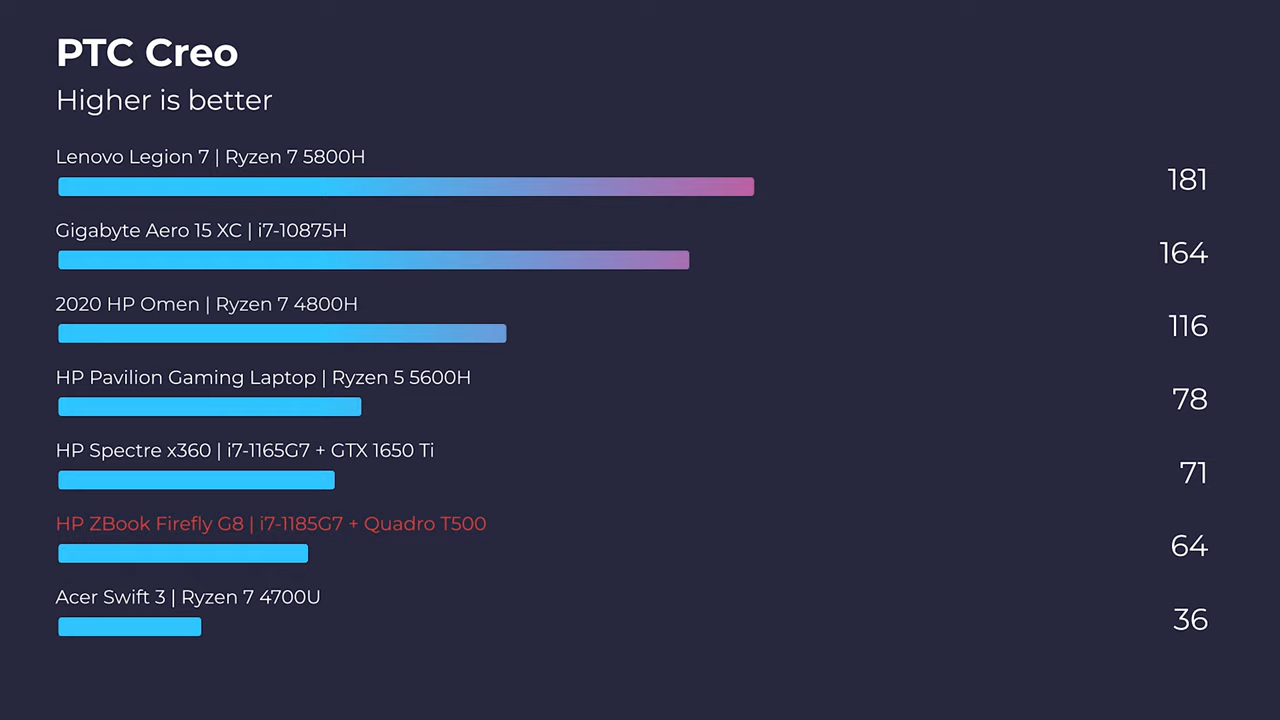 PTC Creo
Higher is better
Lenovo Legion 7 | Ryzen 7 5800H
181
Gigabyte Aero 15 XC | i7-10875H
164
2020 HP Omen | Ryzen 7 4800H
116
HP Pavilion Gaming Laptop | Ryzen 5 5600H
78
HP Spectre x360 | i7-1165G7 + GTX 1650 Ti
71
HP ZBook Firefly G8 | i7-1185G7 + Quadro T500
64
Acer Swift 3 | Ryzen 7 4700U
36